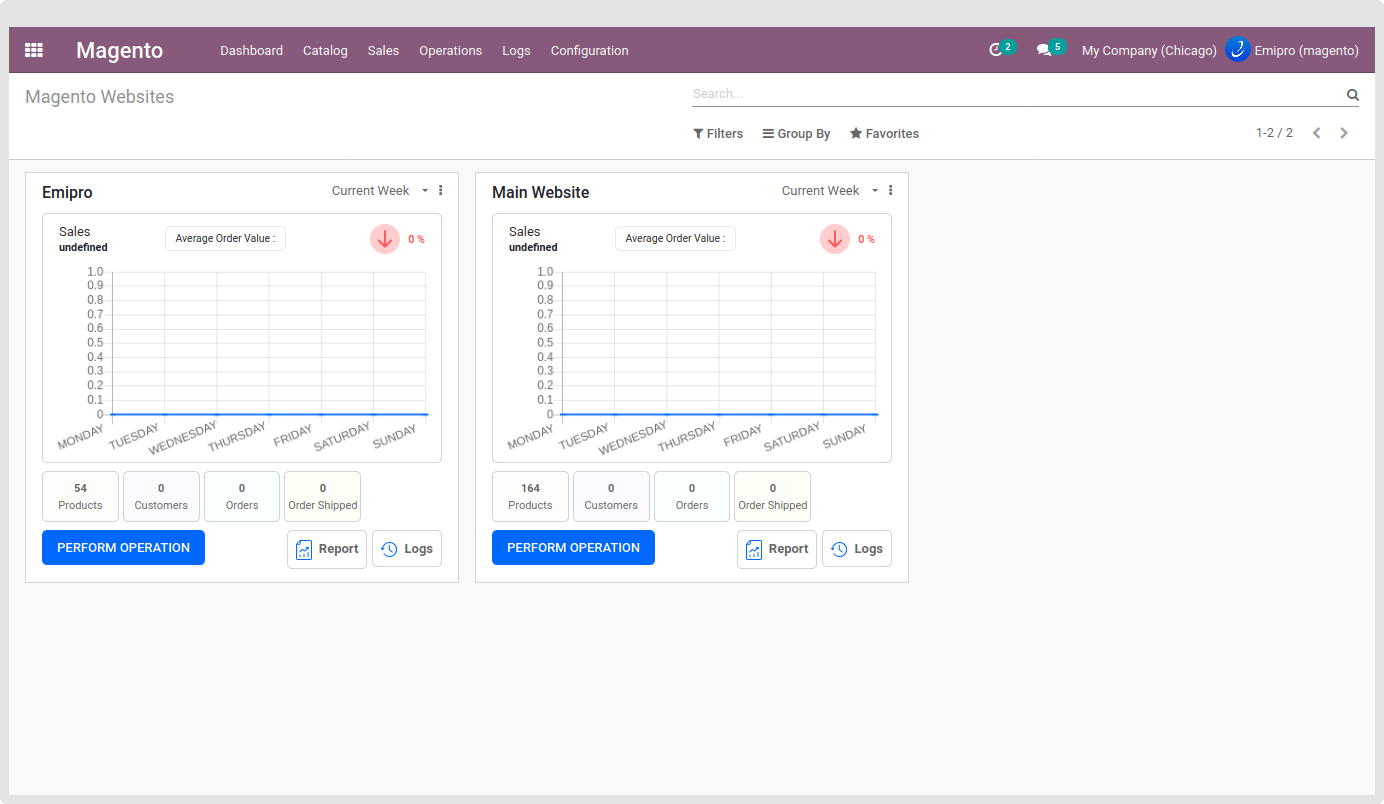 Magento Dashboard Catalog Sales Operations Logs Configuration 2 5 My Company (Chicago) Emipro (magento)
Magento Websites
Search...
Filters Group By Favorites 1-2 / 2
Emipro Current Week
Sales
undefined
Average Order Value :
0 %
1.0
0.9
0.8
0.7
0.6
0.5
0.4
0.3
0.2
0.1
0
MONDAY TUESDAY WEDNESDAY THURSDAY FRIDAY SATURDAY SUNDAY
54 0 0 0
Products Customers Orders Order Shipped
PERFORM OPERATION Report Logs
Main Website Current Week
Sales
undefined
Average Order Value :
0 %
1.0
0.9
0.8
0.7
0.6
0.5
0.4
0.3
0.2
0.1
0
MONDAY TUESDAY WEDNESDAY THURSDAY FRIDAY SATURDAY SUNDAY
164 0 0 0
Products Customers Orders Order Shipped
PERFORM OPERATION Report Logs